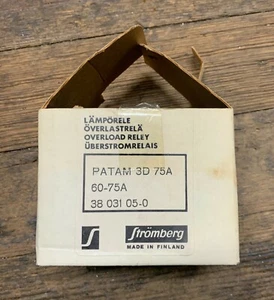 LÄMPÖRELE
ÖVERLASTRELÄ
OVERLOAD RELEY
ÜBERSTROMRELAIS
PATAM 3D 75A
60-75A
38 031 05-0
Strömberg
MADE IN FINLAND